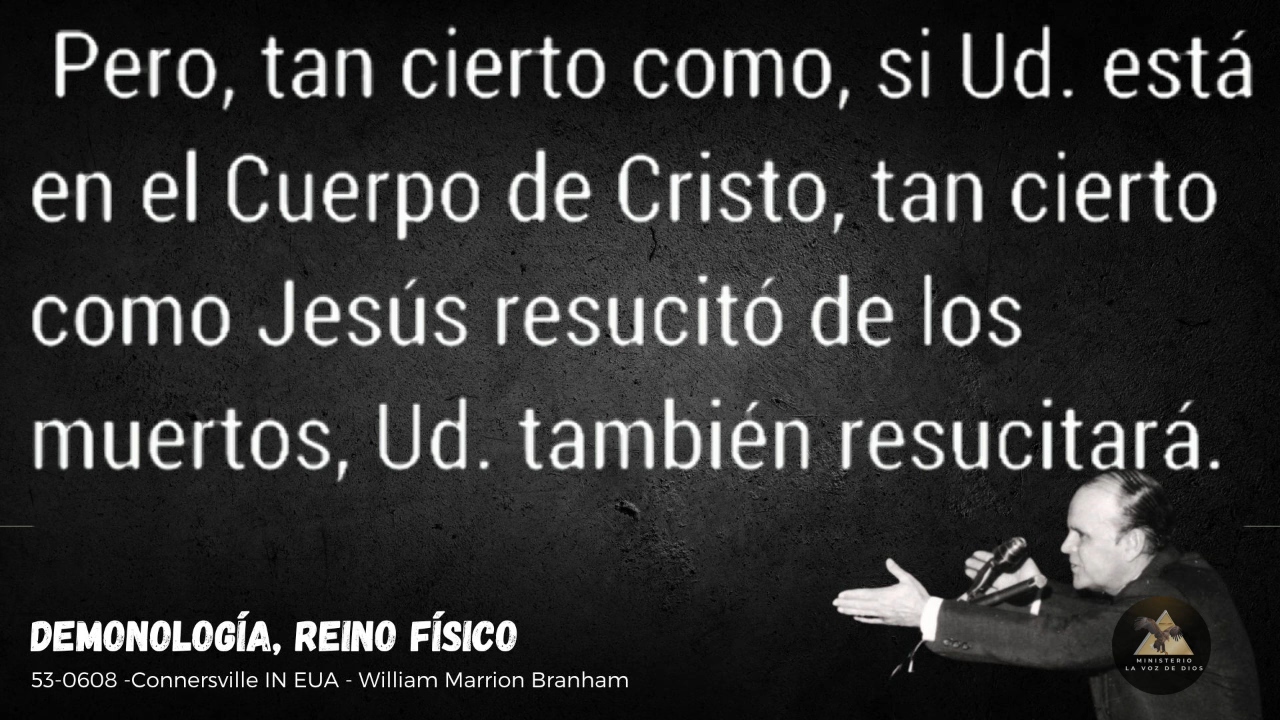 Pero, tan cierto como, si Ud. está
en el Cuerpo de Cristo, tan cierto
como Jesús resucitó de los
muertos, Ud. también resucitará.
DEMONOLOGÍA, REINO FÍSICO
53-0608 -Connersville IN EUA - William Marrion Branham
MINISTERIO
LA VOZ DE DIOS